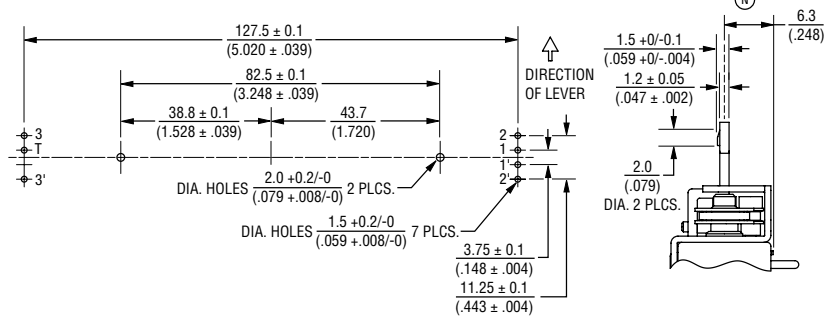 N
127.5 ± 0.1
(5.020 ± .039)
82.5 ± 0.1
(3.248 ± .039)
38.8 ± 0.1
(1.528 ± .039)
43.7
(1.720)
DIRECTION
OF LEVER
3
T
3'
2
1
1'
2'
DIA. HOLES 2.0 +0.2/-0 2 PLCS.
(.079 +.008/-0)
DIA. HOLES 1.5 +0.2/-0 7 PLCS.
(.059 +.008/-0)
3.75 ± 0.1
(.148 ± .004)
11.25 ± 0.1
(.443 ± .004)
6.3
(.248)
1.5 +0/-0.1
(.059 +0/-.004)
1.2 ± 0.05
(.047 ± .002)
2.0
(.079)
DIA. 2 PLCS.